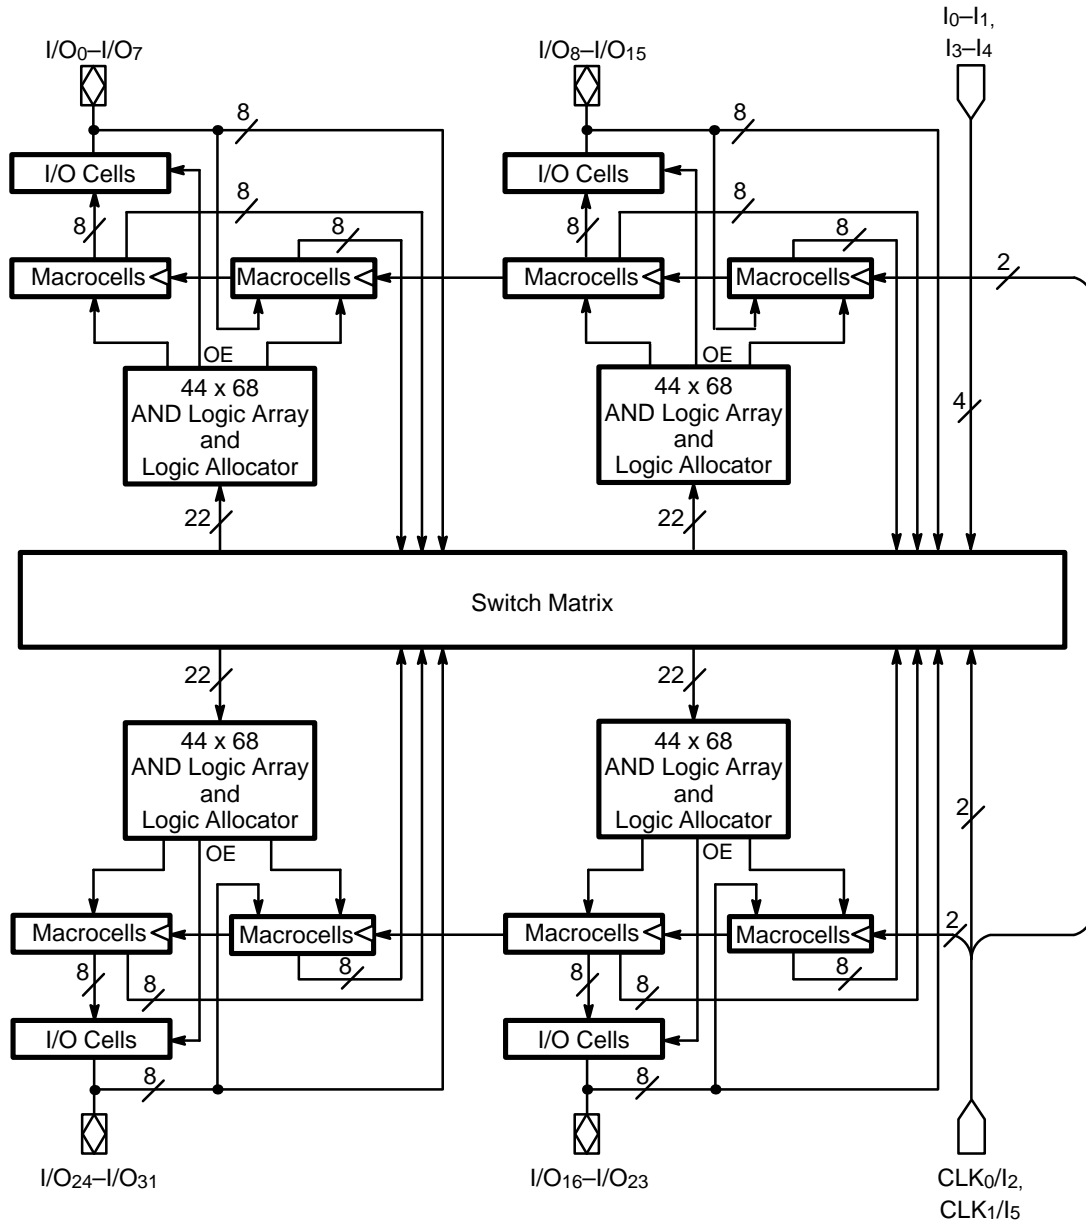 I0–I1,
I/O0–I/O7
I/O8–I/O15
I3–I4
8
8
I/O Cells
I/O Cells
8
8
8
8
8
8
Macrocells
Macrocells
Macrocells
Macrocells
2
OE
OE
44 x 68
AND Logic Array
and
Logic Allocator
44 x 68
AND Logic Array
and
Logic Allocator
4
22
22
Switch Matrix
22
22
44 x 68
AND Logic Array
and
Logic Allocator
44 x 68
AND Logic Array
and
Logic Allocator
2
OE
OE
Macrocells
Macrocells
Macrocells
Macrocells
2
8
8
8
8
8
8
I/O Cells
I/O Cells
8
8
I/O24–I/O31
I/O16–I/O23
CLK0/I2,
CLK1/I5